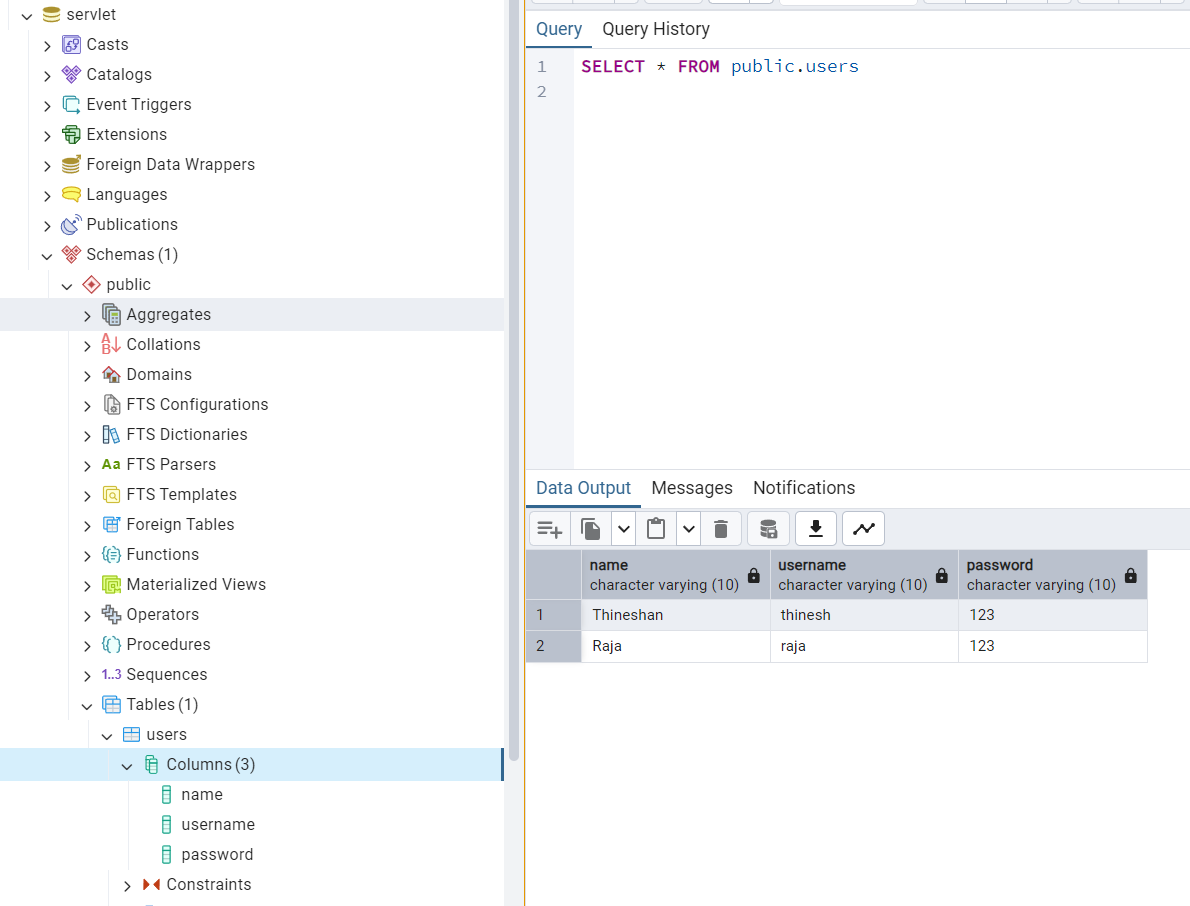 servlet
Casts
Catalogs
Event Triggers
Extensions
Foreign Data Wrappers
Languages
Publications
Schemas (1)
public
Aggregates
Collations
Domains
FTS Configurations
FTS Dictionaries
Aa FTS Parsers
FTS Templates
Foreign Tables
Functions
Materialized Views
Operators
Procedures
1..3 Sequences
Tables (1)
users
Columns (3)
name
username
password
Constraints
Query Query History
1 SELECT * FROM public.users
2
Data Output Messages Notifications
name username password
character varying (10) character varying (10) character varying (10)
1 Thineshan thinesh 123
2 Raja raja 123